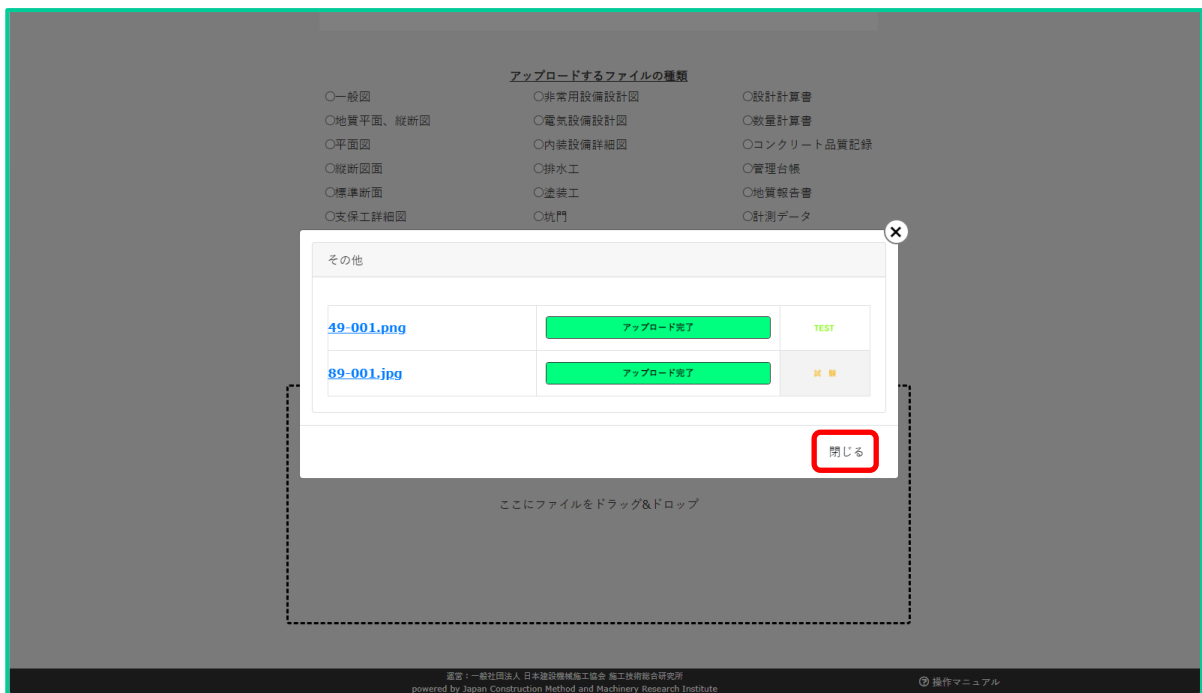 アップロードするファイルの種類
○一般図 ○非常用設備設計図 ○設計計算書
○地質平面、縦断図 ○電気設備設計図 ○数量計算書
○平面図 ○内装設備詳細図 ○コンクリート品質記録
○縦断図面 ○排水工 ○管理台帳
○標準断面 ○塗装工 ○地質報告書
○支保工詳細図 ○坑門 ○計測データ
その他
49-001.png アップロード完了 TEST
89-001.jpg アップロード完了
閉じる
ここにファイルをドラッグ&ドロップ
運営：一般社団法人 日本建設機械施工協会 施工技術総合研究所
powered by Japan Construction Method and Machinery Research Institute
操作マニュアル